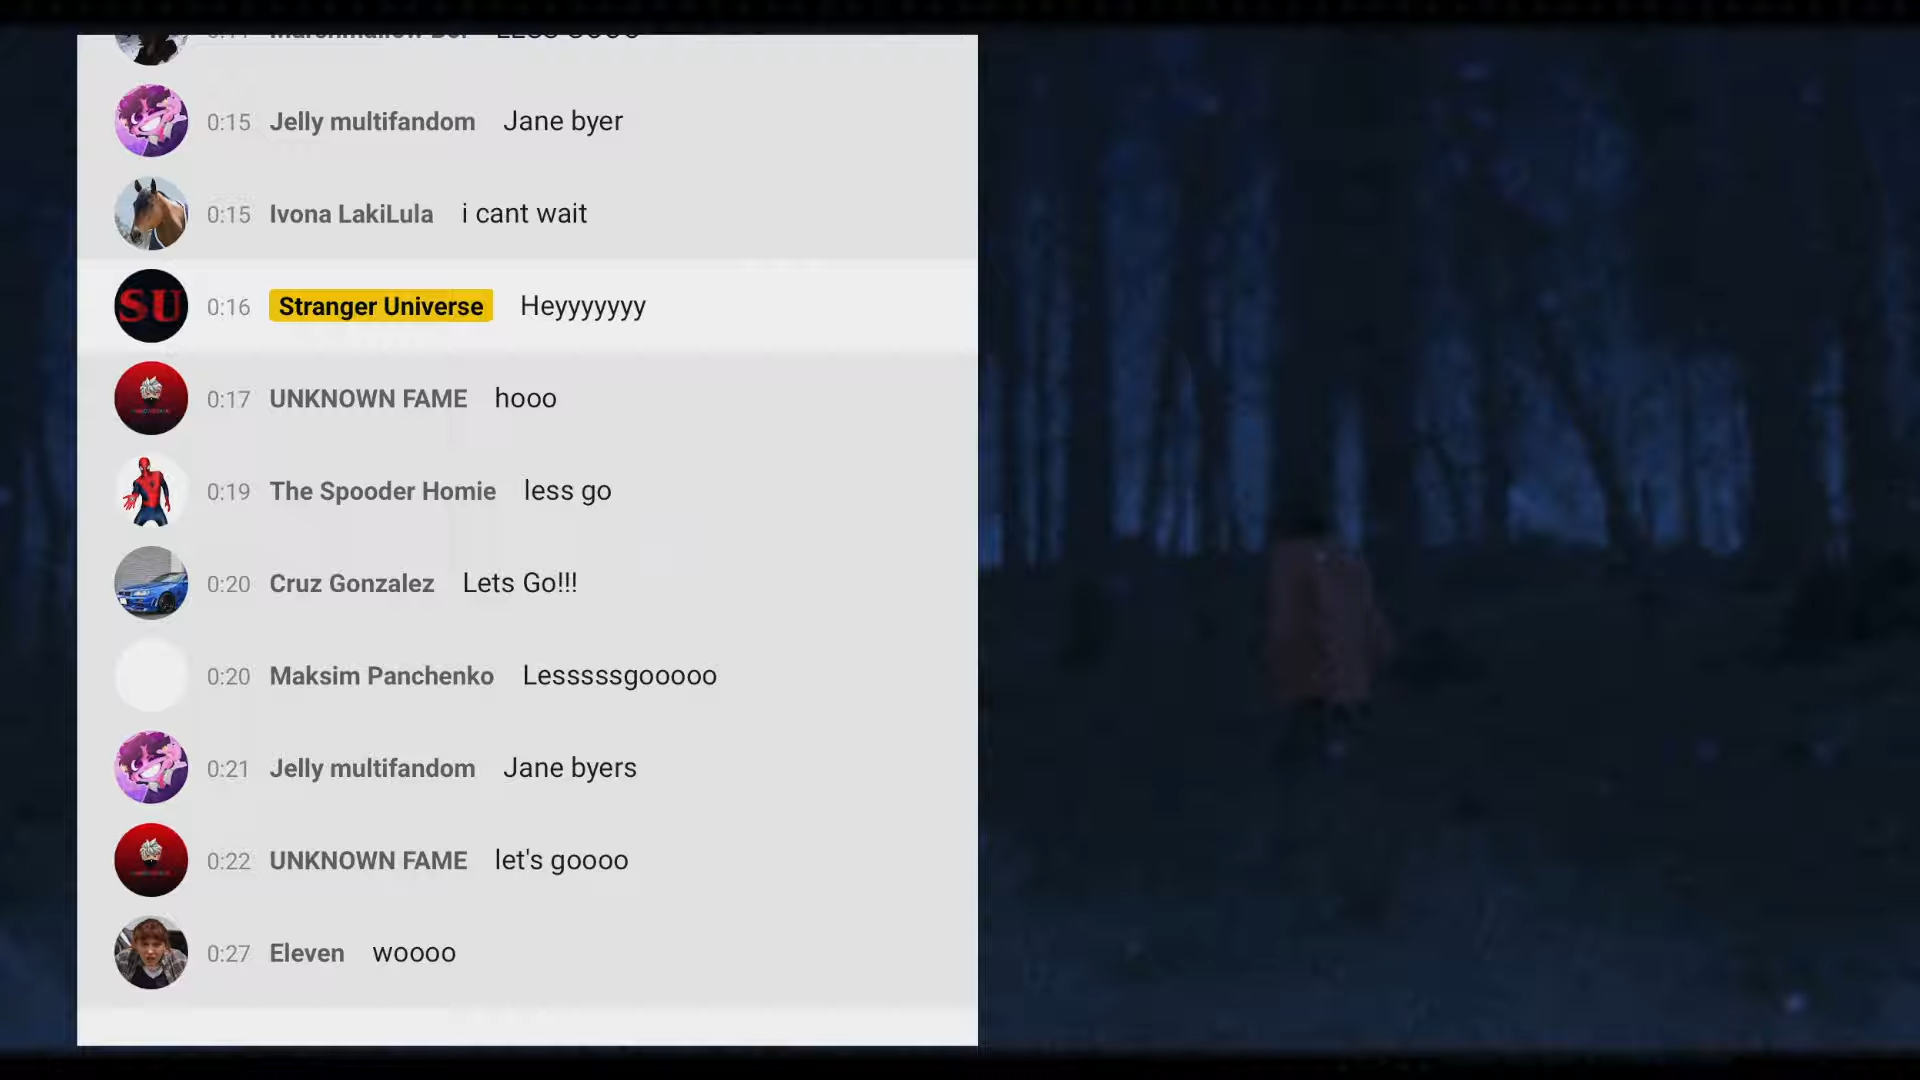 0:15 Jelly multifandom Jane byer
0:15 Ivona LakiLula i cant wait
SU 0:16 Stranger Universe Heyyyyyyy
0:17 UNKNOWN FAME hooo
0:19 The Spooder Homie less go
0:20 Cruz Gonzalez Lets Go!!!
0:20 Maksim Panchenko Lesssssgooooo
0:21 Jelly multifandom Jane byers
0:22 UNKNOWN FAME let's goooo
0:27 Eleven woooo